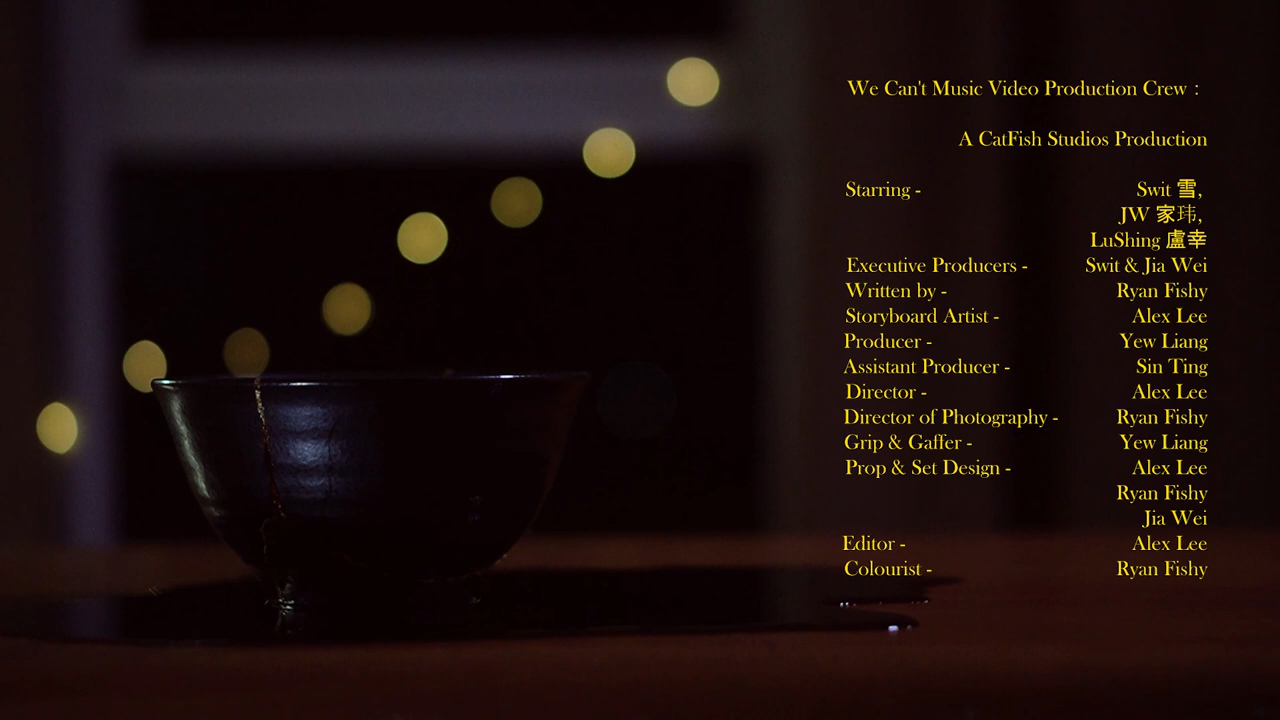 We Can't Music Video Production Crew :
A CatFish Studios Production
Starring - Swit 雪,
JW 家玮,
LuShing 盧幸
Executive Producers - Swit & Jia Wei
Written by - Ryan Fishy
Storyboard Artist - Alex Lee
Producer - Yew Liang
Assistant Producer - Sin Ting
Director - Alex Lee
Director of Photography - Ryan Fishy
Grip & Gaffer - Yew Liang
Prop & Set Design - Alex Lee
Ryan Fishy
Jia Wei
Editor - Alex Lee
Colourist - Ryan Fishy